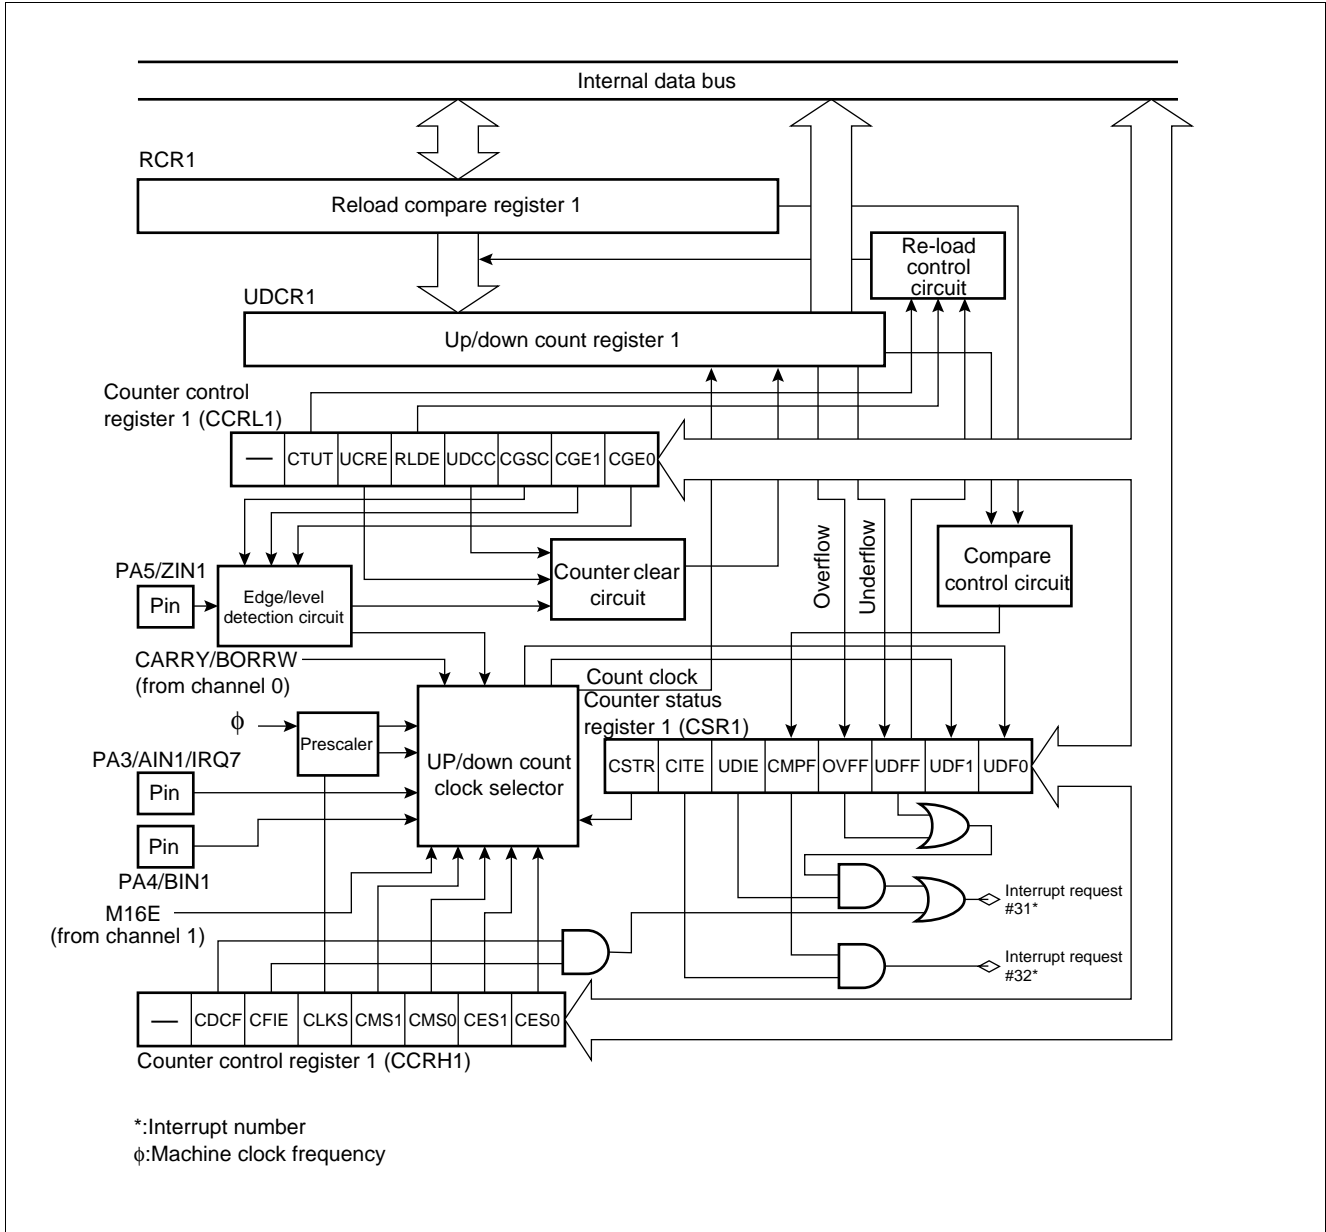 Internal data bus
RCR1
Reload compare register 1
Re-load
control
circuit
UDCR1
Up/down count register 1
Counter control
register 1 (CCRL1)
— CTUT UCRE RLDE UDCC CGSC CGE1 CGE0
Overflow
Underflow
Compare
control circuit
Counter clear
circuit
PA5/ZIN1
Pin
Edge/level
detection circuit
CARRY/BORRW
(from channel 0)
Count clock
Counter status
register 1 (CSR1)
ϕ
Prescaler
UP/down count
clock selector
CSTR CITE UDIE CMPF OVFF UDFF UDF1 UDF0
PA3/AIN1/IRQ7
Pin
Pin
PA4/BIN1
M16E
(from channel 1)
Interrupt request
#31*
Interrupt request
#32*
— CDCF CFIE CLKS CMS1 CMS0 CES1 CES0
Counter control register 1 (CCRH1)
*:Interrupt number
ϕ:Machine clock frequency